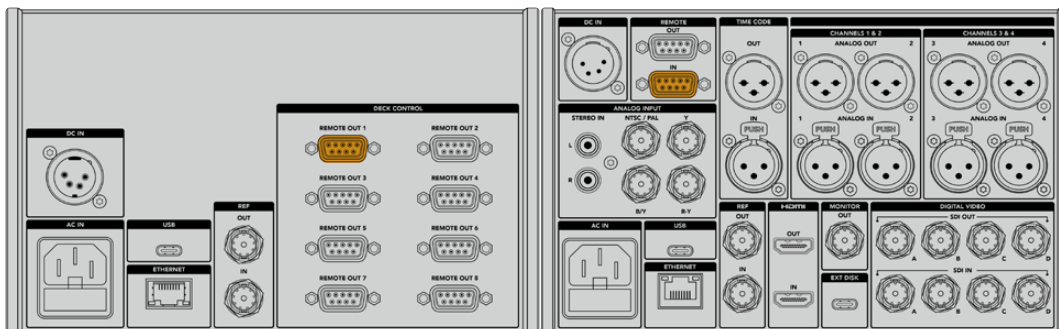 DECK CONTROL
REMOTE OUT 1
REMOTE OUT 2
DC IN
REMOTE OUT 3
REMOTE OUT 4
REF
OUT
AC IN
USB
REMOTE OUT 5
REMOTE OUT 6
ETHERNET
IN
REMOTE OUT 7
REMOTE OUT 8
DC IN
REMOTE
OUT
IN
TIME CODE
OUT
IN
PUSH
CHANNELS 1 & 2
1 ANALOG OUT 2
1 ANALOG IN 2
PUSH PUSH
CHANNELS 3 & 4
3 ANALOG OUT 4
3 ANALOG IN 4
PUSH PUSH
ANALOG INPUT
STEREO IN NTSC / PAL Y
L
R
B/Y B-Y
AC IN
USB
ETHERNET
REF
OUT
IN
HDMI
OUT
IN
MONITOR
OUT
EXT DISK
DIGITAL VIDEO
SDI OUT
A B C D
SDI IN
A B C D